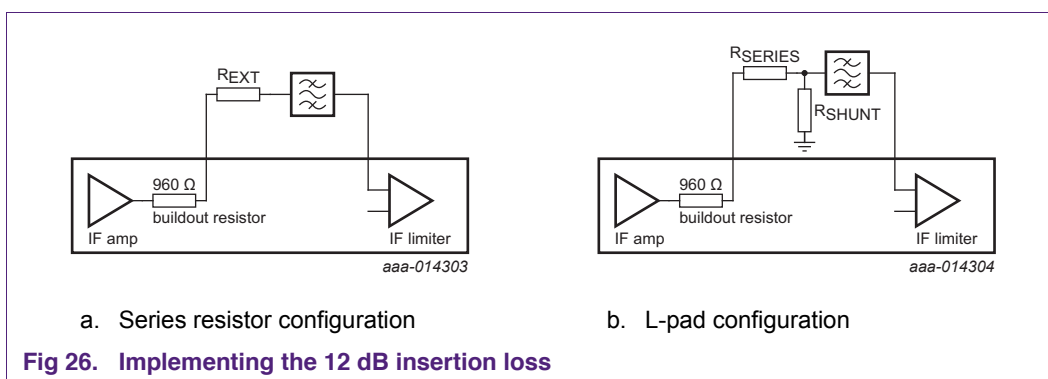 REXT
960 Ω
buildout resistor
IF amp
IF limiter
aaa-014303
a. Series resistor configuration
RSERIES
RSHUNT
960 Ω
buildout resistor
IF amp
IF limiter
aaa-014304
b. L-pad configuration
Fig 26. Implementing the 12 dB insertion loss